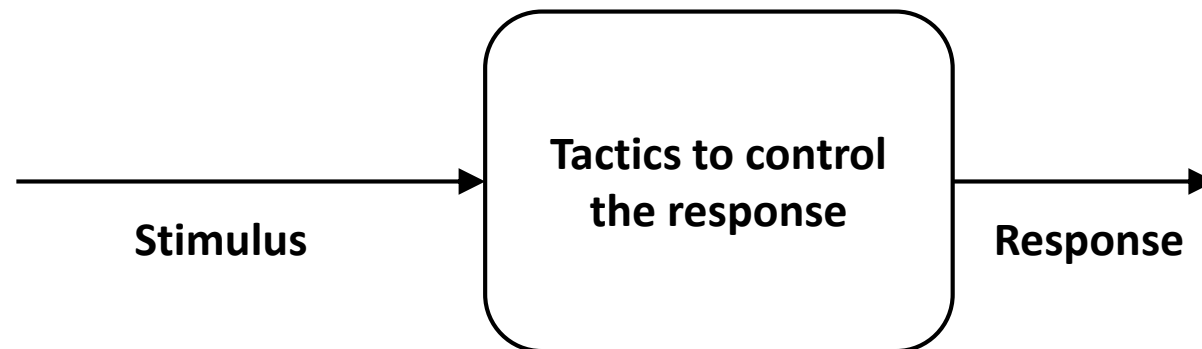 Tactics to control
the response
Stimulus
Response